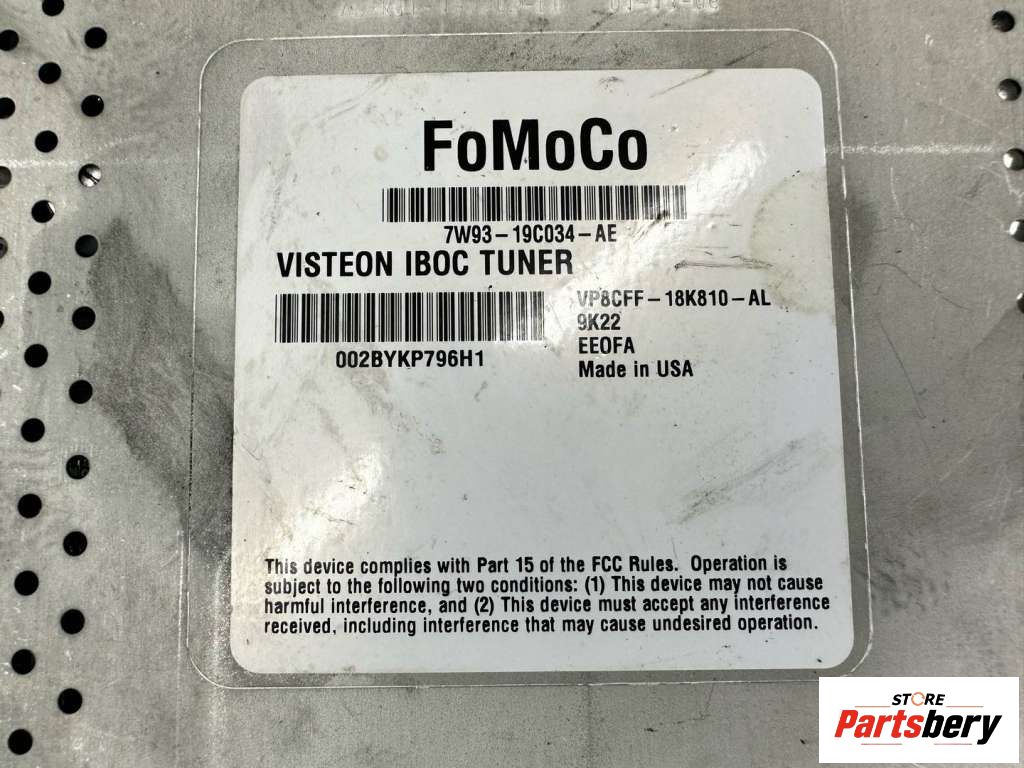 FoMoCo
7W93-19C034-AE
VISTEON IBOC TUNER
VP8CFF-18K810-AL
9K22
EEOFA
Made in USA
002BYKP796H1
This device complies with Part 15 of the FCC Rules. Operation is
subject to the following two conditions: (1) This device may not cause
harmful interference, and (2) This device must accept any interference
received, including interference that may cause undesired operation.
STORE
Partsbery